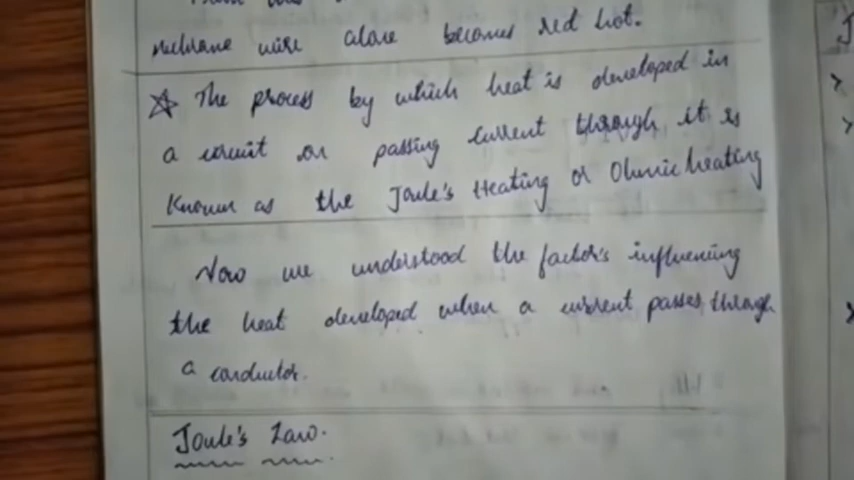 nichrome wire alone becomes red hot.
☆ The process by which heat is developed in
a circuit on passing current through it is
known as the Joule's Heating or Ohmic heating
Now we understood the factor's influencing
the heat developed when a current passes through
a conductor.
Joule's Law.